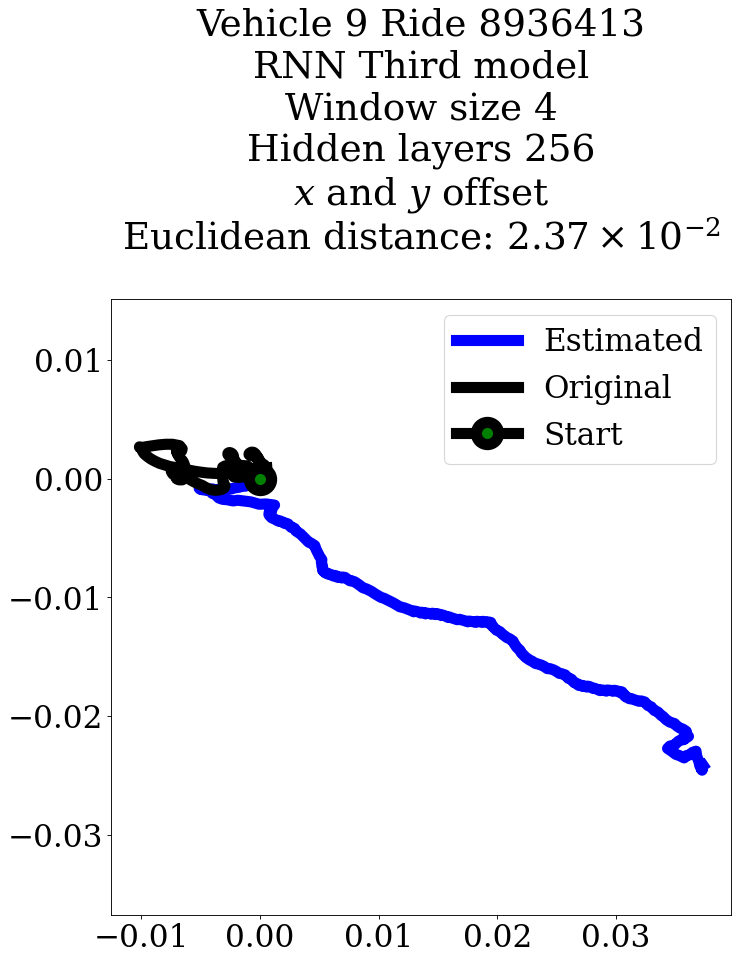 Vehicle 9 Ride 8936413
RNN Third model
Window size 4
Hidden layers 256
x and y offset
Euclidean distance: 2.37 × 10⁻²
Estimated
Original
Start
0.01
0.00
−0.01
−0.02
−0.03
−0.01 0.00 0.01 0.02 0.03